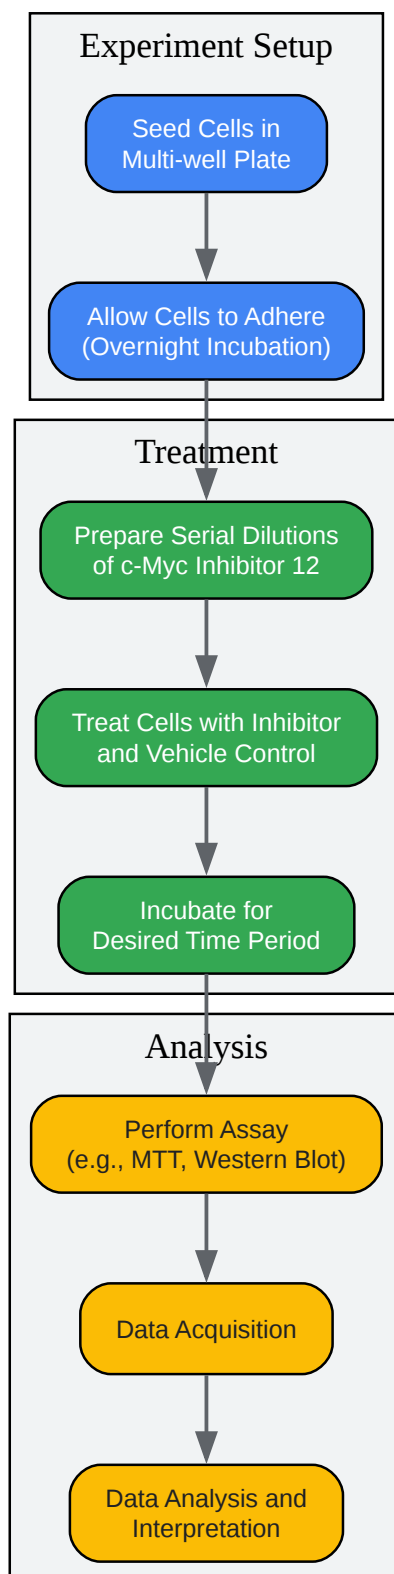 Experiment Setup
Seed Cells in
Multi-well Plate
Allow Cells to Adhere
(Overnight Incubation)
Treatment
Prepare Serial Dilutions
of c-Myc Inhibitor 12
Treat Cells with Inhibitor
and Vehicle Control
Incubate for
Desired Time Period
Analysis
Perform Assay
(e.g., MTT, Western Blot)
Data Acquisition
Data Analysis and
Interpretation